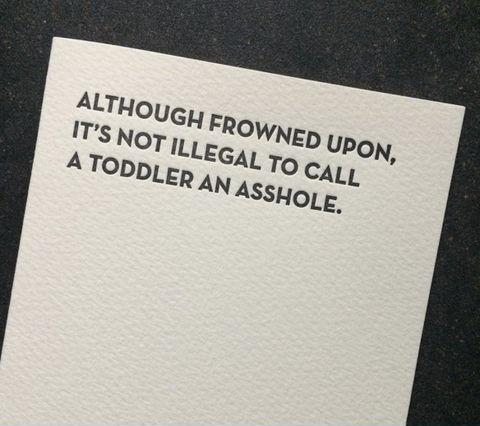 ALTHOUGH FROWNED UPON,
IT'S NOT ILLEGAL TO CALL
A TODDLER AN ASSHOLE.